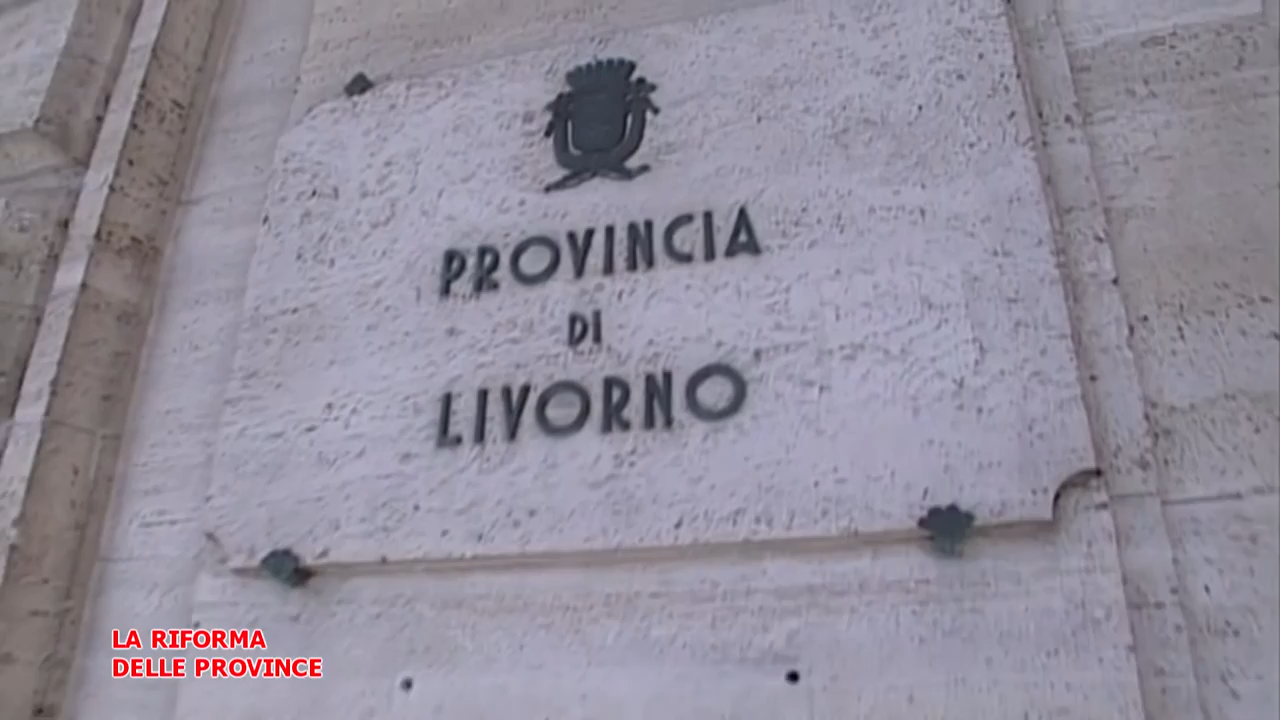 PROVINCIA
DI
LIVORNO
LA RIFORMA
DELLE PROVINCE